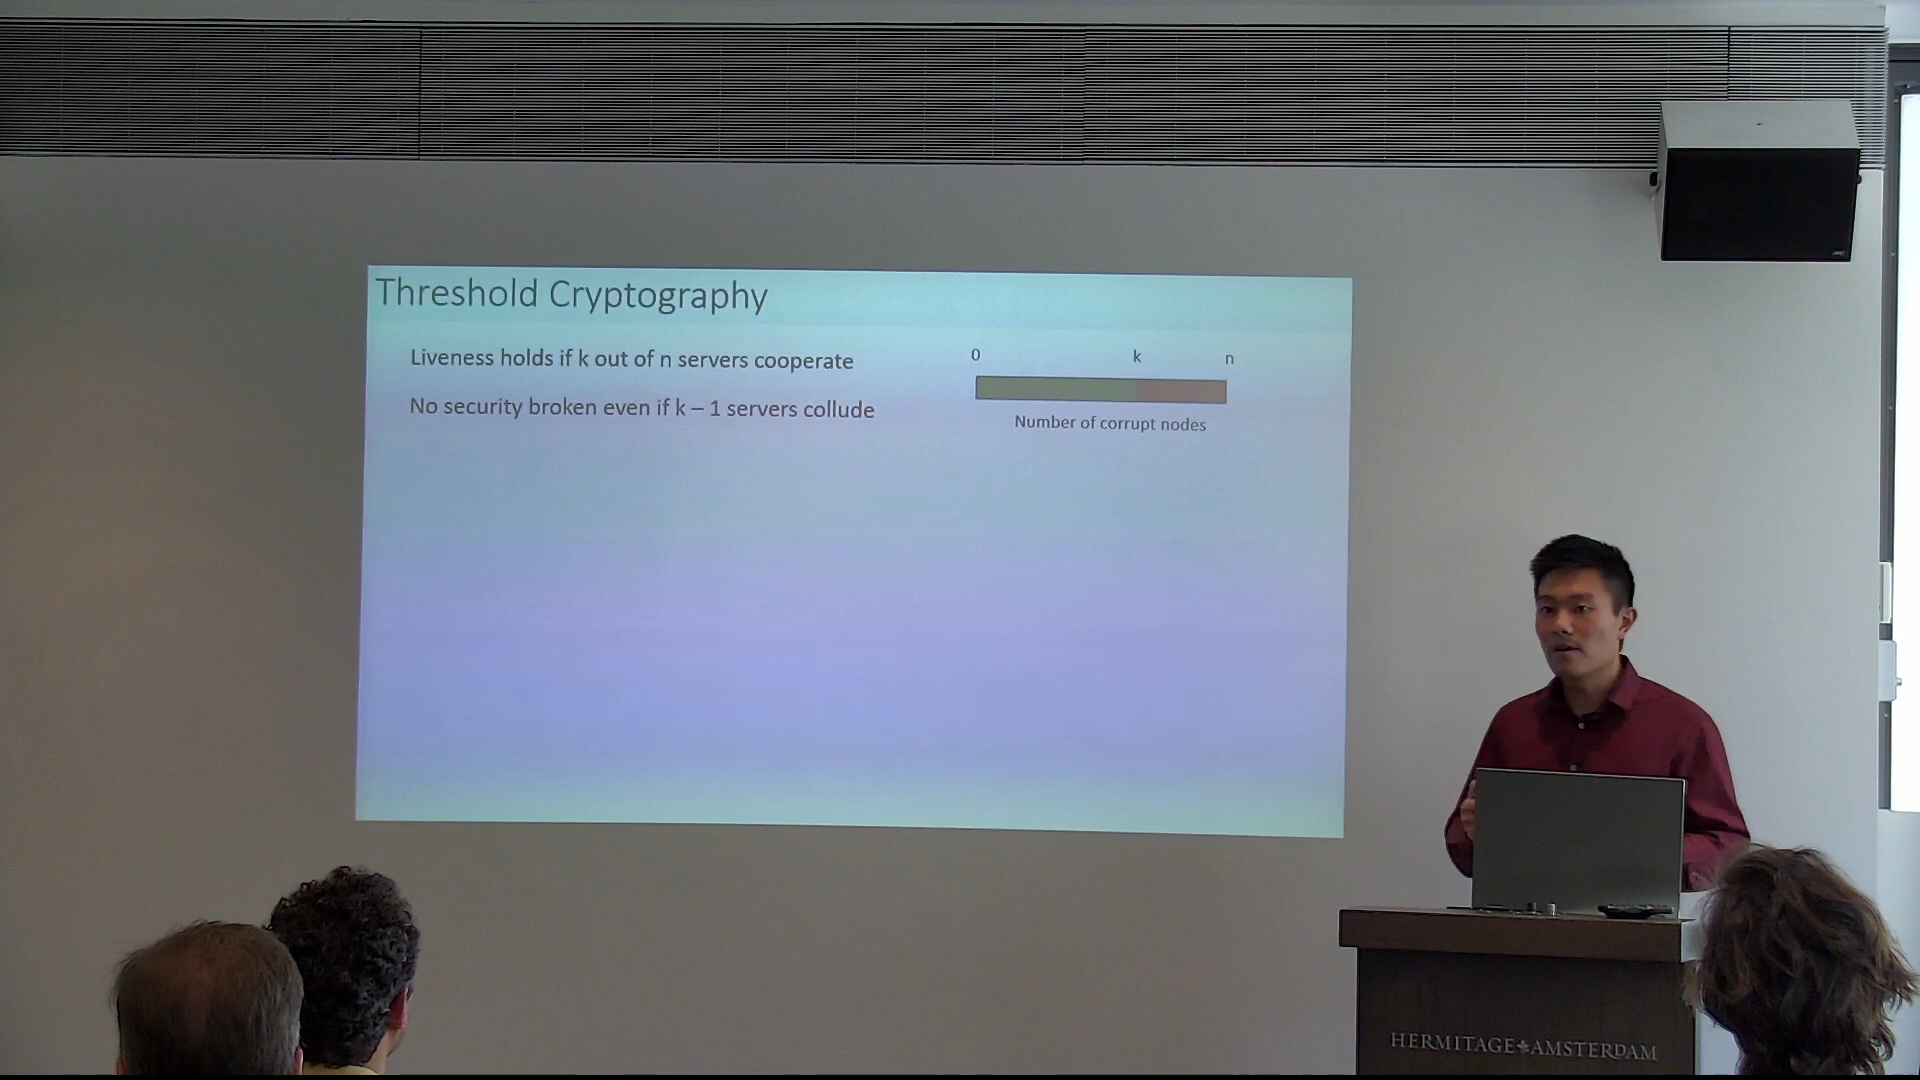 Threshold Cryptography
Liveness holds if k out of n servers cooperate
No security broken even if k – 1 servers collude
0 k n
Number of corrupt nodes
HERMITAGE AMSTERDAM